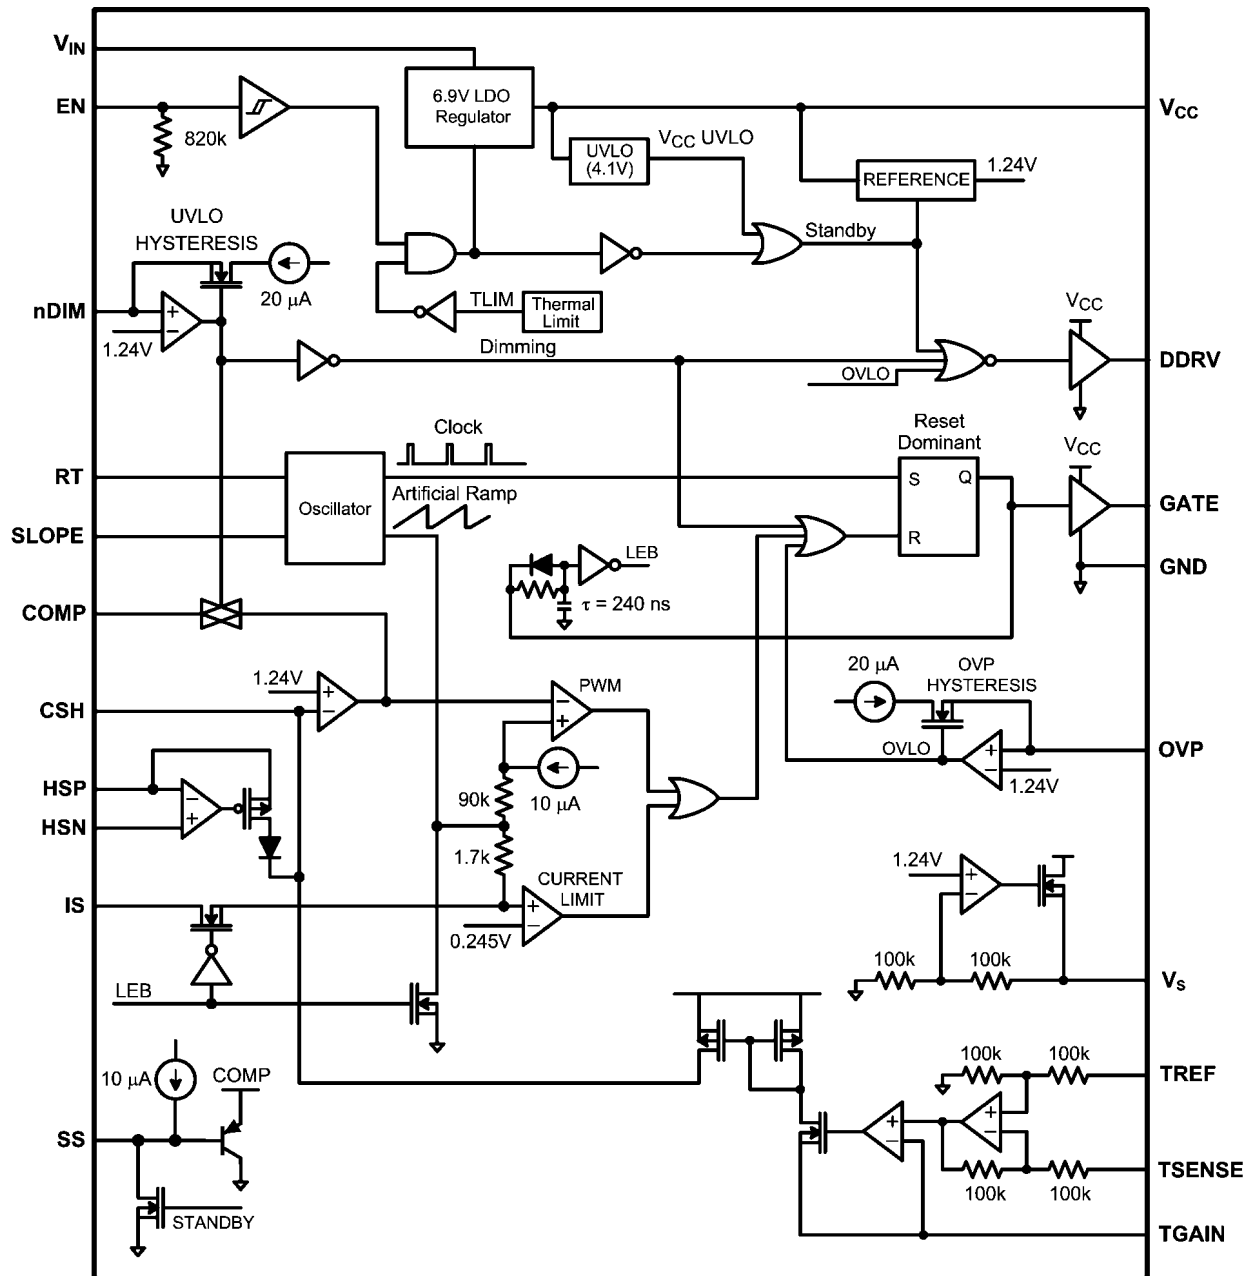 VIN
EN
820k
6.9V LDO
Regulator
VCC
VCC UVLO
UVLO
(4.1V)
REFERENCE
1.24V
UVLO
HYSTERESIS
20 µA
Standby
nDIM
1.24V
TLIM
Thermal
Limit
Dimming
OVLO
VCC
DDRV
Clock
Reset
Dominant
VCC
RT
Oscillator
S
Q
Artificial Ramp
GATE
SLOPE
R
LEB
GND
τ = 240 ns
COMP
1.24V
PWM
20 µA
OVP
HYSTERESIS
CSH
OVLO
OVP
1.24V
HSP
HSN
90k
10 µA
1.7k
CURRENT
LIMIT
IS
0.245V
1.24V
100k
100k
VS
LEB
10 µA
COMP
100k
100k
TREF
SS
TSENSE
100k
100k
STANDBY
TGAIN